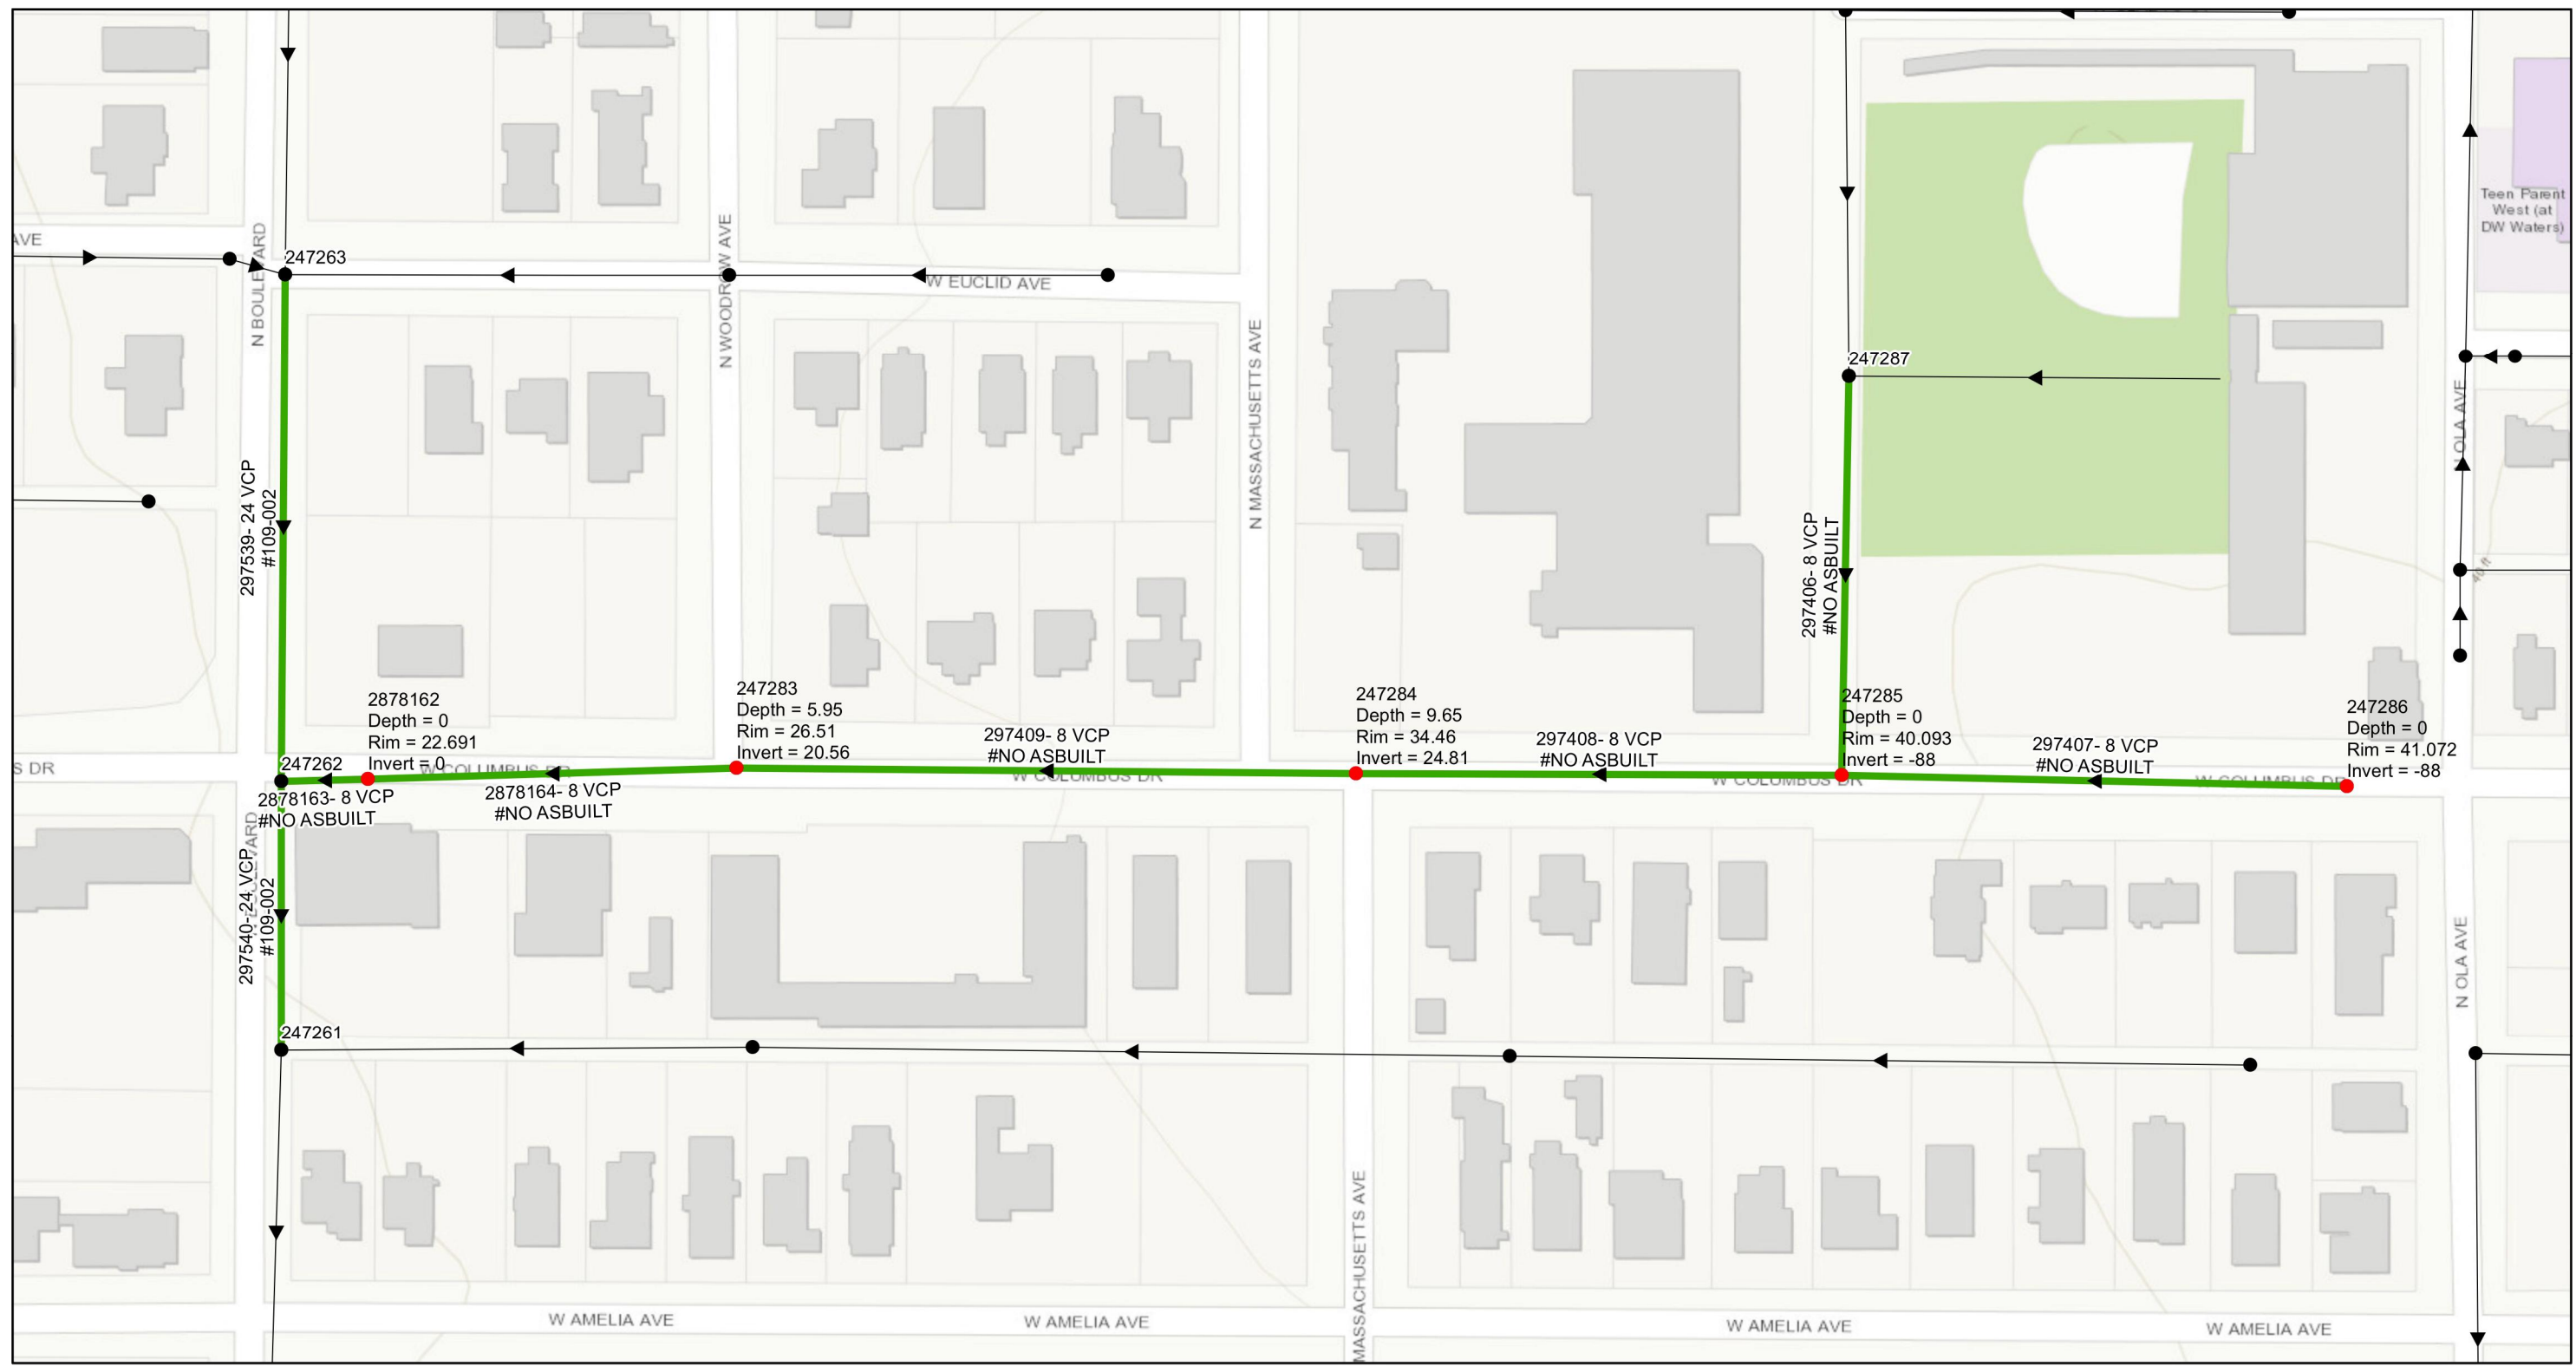 Teen Parent
West (at
DW Waters)
AVE
N BOULEVARD
247263
N WOODROW AVE
W EUCLID AVE
N MASSACHUSETTS AVE
247287
N OLA AVE
297539- 24 VCP
#109-002
297406- 8 VCP
#NO ASBUILT
40 ft
2878162
Depth = 0
Rim = 22.691
Invert = 0
247283
Depth = 5.95
Rim = 26.51
Invert = 20.56
247284
Depth = 9.65
Rim = 34.46
Invert = 24.81
247285
Depth = 0
Rim = 40.093
Invert = -88
247286
Depth = 0
Rim = 41.072
Invert = -88
297409- 8 VCP
#NO ASBUILT
297408- 8 VCP
#NO ASBUILT
297407- 8 VCP
#NO ASBUILT
S DR
247262
W COLUMBUS DR
W COLUMBUS DR
W COLUMBUS DR
W COLUMBUS DR
2878163- 8 VCP
#NO ASBUILT
2878164- 8 VCP
#NO ASBUILT
297540- 24 VCP
#109-002
N OLA AVE
247261
MASSACHUSETTS AVE
W AMELIA AVE
W AMELIA AVE
W AMELIA AVE
W AMELIA AVE